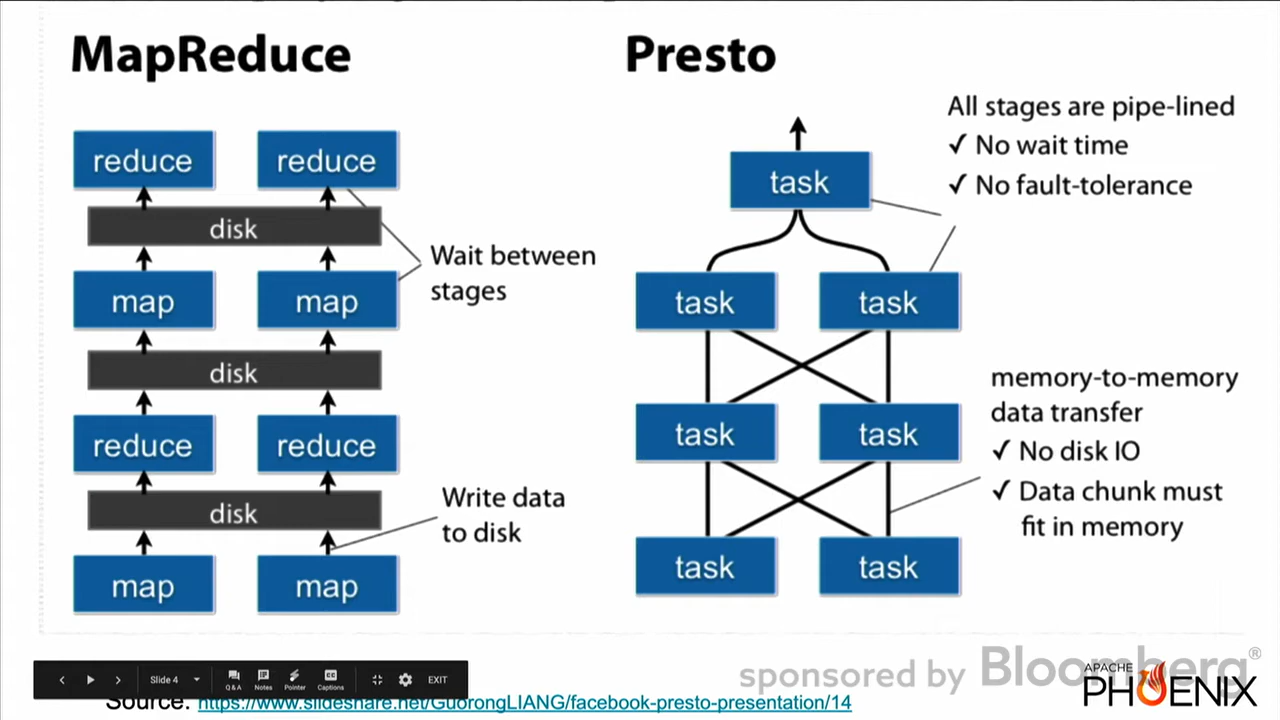 MapReduce
reduce
reduce
disk
map
map
disk
reduce
reduce
disk
map
map
Wait between
stages
Write data
to disk
Presto
task
task
task
task
task
task
task
All stages are pipe-lined
✓ No wait time
✓ No fault-tolerance
memory-to-memory
data transfer
✓ No disk IO
✓ Data chunk must
fit in memory
Slide 4
Q & A
Notes
Pointer
Captions
EXIT
Source: https://www.slideshare.net/GuorongLIANG/facebook-presto-presentation/14
sponsored by Bloomberg®
APACHE
PHOENIX